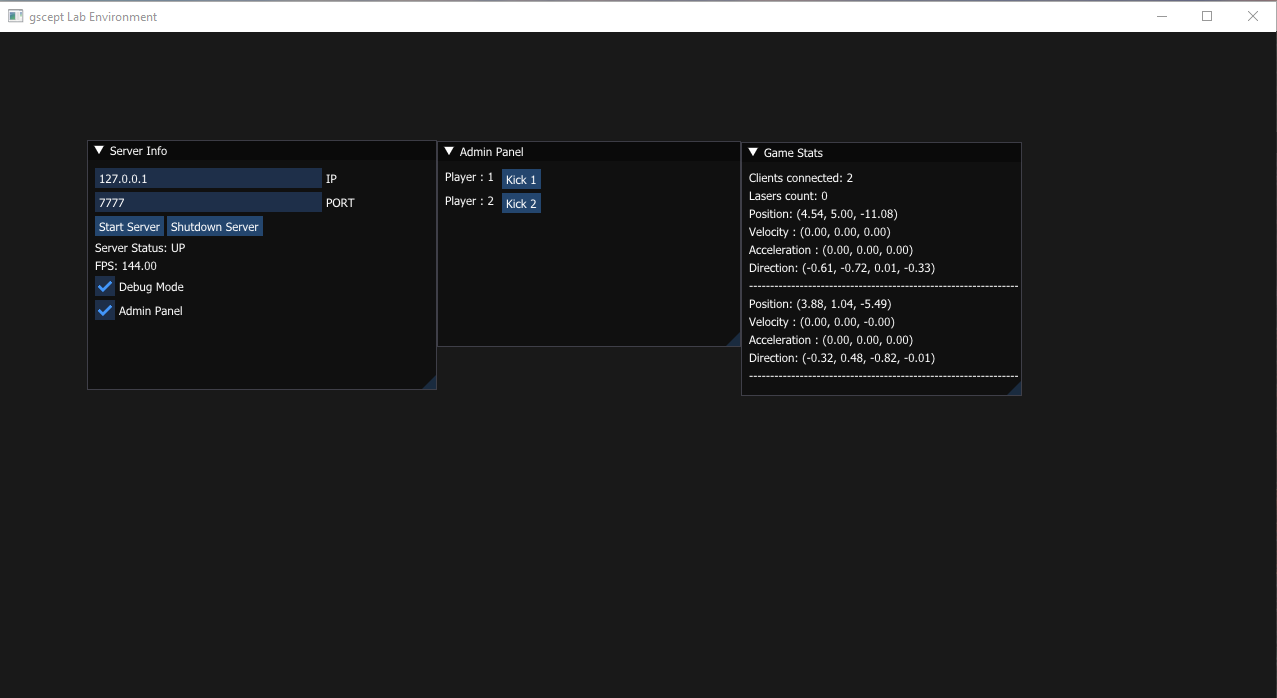 gscept Lab Environment
Server Info
127.0.0.1 IP
7777 PORT
Start Server Shutdown Server
Server Status: UP
FPS: 144.00
Debug Mode
Admin Panel
Admin Panel
Player : 1 Kick 1
Player : 2 Kick 2
Game Stats
Clients connected: 2
Lasers count: 0
Position: (4.54, 5.00, -11.08)
Velocity : (0.00, 0.00, 0.00)
Acceleration : (0.00, 0.00, 0.00)
Direction: (-0.61, -0.72, 0.01, -0.33)
----------------------------------------------------------------
Position: (3.88, 1.04, -5.49)
Velocity : (0.00, 0.00, -0.00)
Acceleration : (0.00, 0.00, 0.00)
Direction: (-0.32, 0.48, -0.82, -0.01)
----------------------------------------------------------------